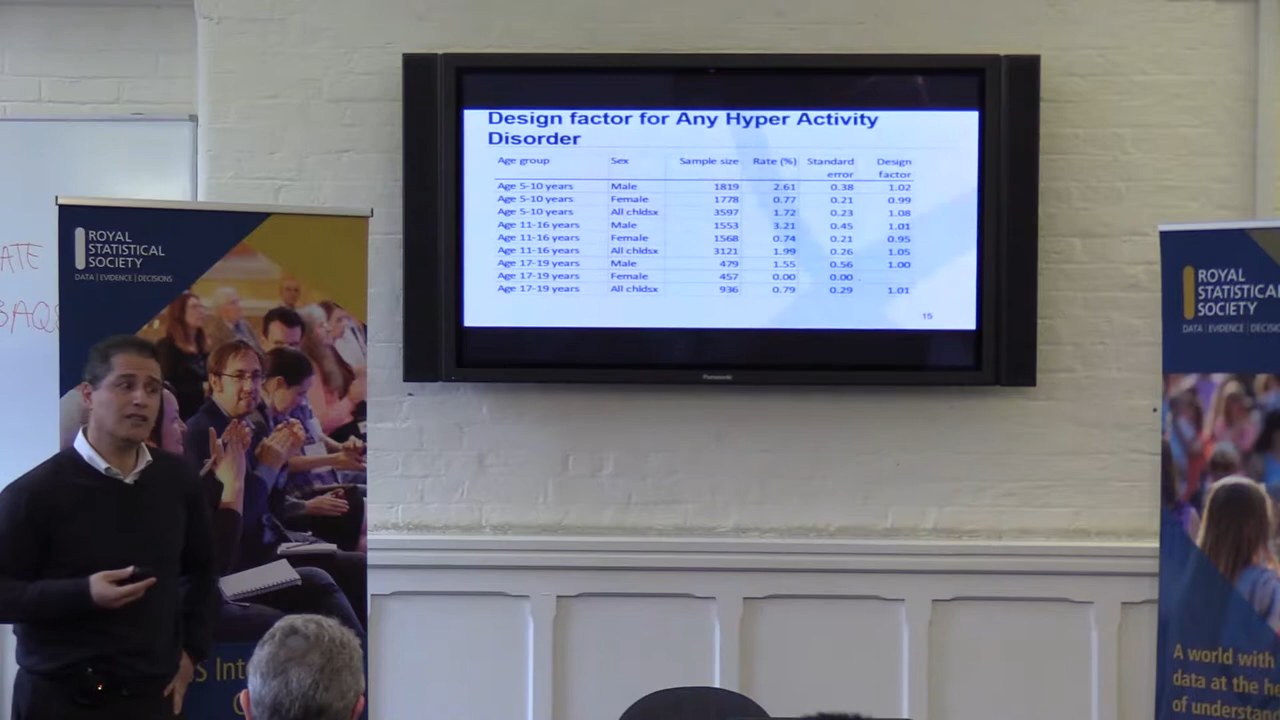 Design factor for Any Hyper Activity
Disorder
Age group Sex Sample size Rate (%) Standard error Design factor
Age 5-10 years Male 1819 2.61 0.38 1.02
Age 5-10 years Female 1778 0.77 0.21 0.99
Age 5-10 years All chldsx 3597 1.72 0.23 1.08
Age 11-16 years Male 1553 3.21 0.45 1.01
Age 11-16 years Female 1568 0.74 0.21 0.95
Age 11-16 years All chldsx 3121 1.99 0.26 1.05
Age 17-19 years Male 479 1.55 0.56 1.00
Age 17-19 years Female 457 0.00 0.00 .
Age 17-19 years All chldsx 936 0.79 0.29 1.01
15
Panasonic
ATE
BAQS
ROYAL
STATISTICAL
SOCIETY
DATA | EVIDENCE | DECISIONS
ROYAL
STATISTICAL
SOCIETY
DATA | EVIDENCE |
A world with
data at the
of